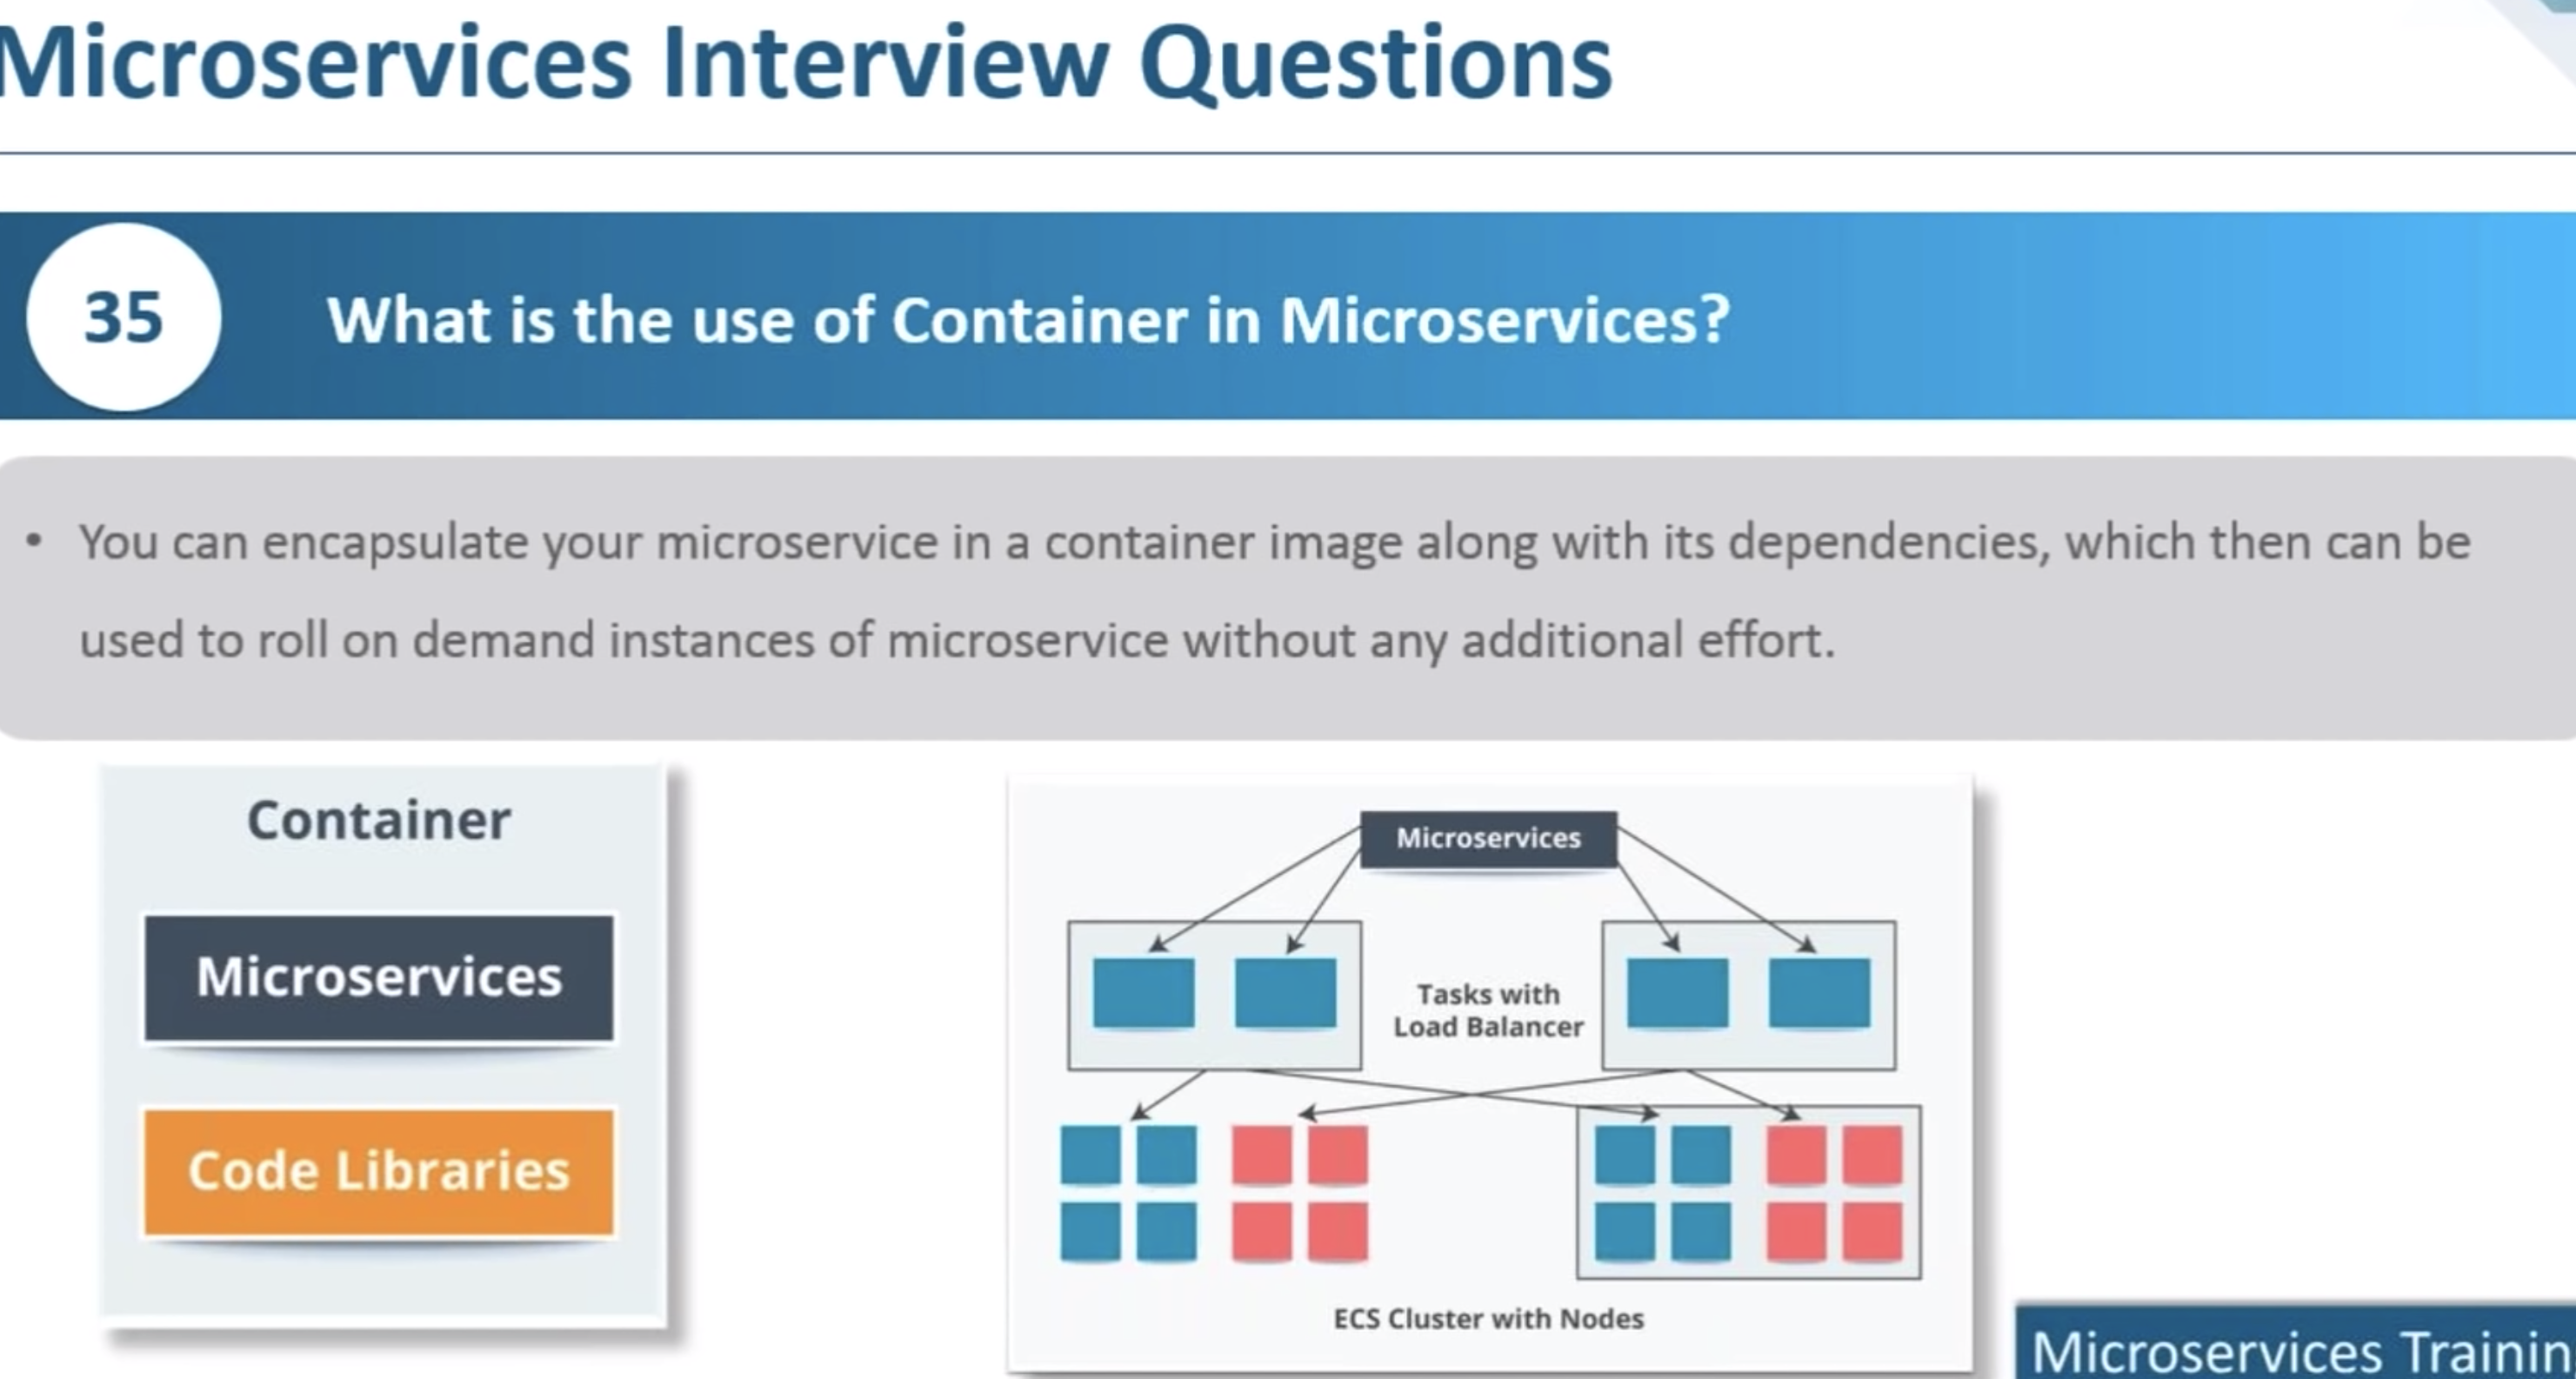 Microservices Interview Questions
35
What is the use of Container in Microservices?
• You can encapsulate your microservice in a container image along with its dependencies, which then can be
used to roll on demand instances of microservice without any additional effort.
Container
Microservices
Code Libraries
Microservices
Tasks with
Load Balancer
ECS Cluster with Nodes
Microservices Trainin